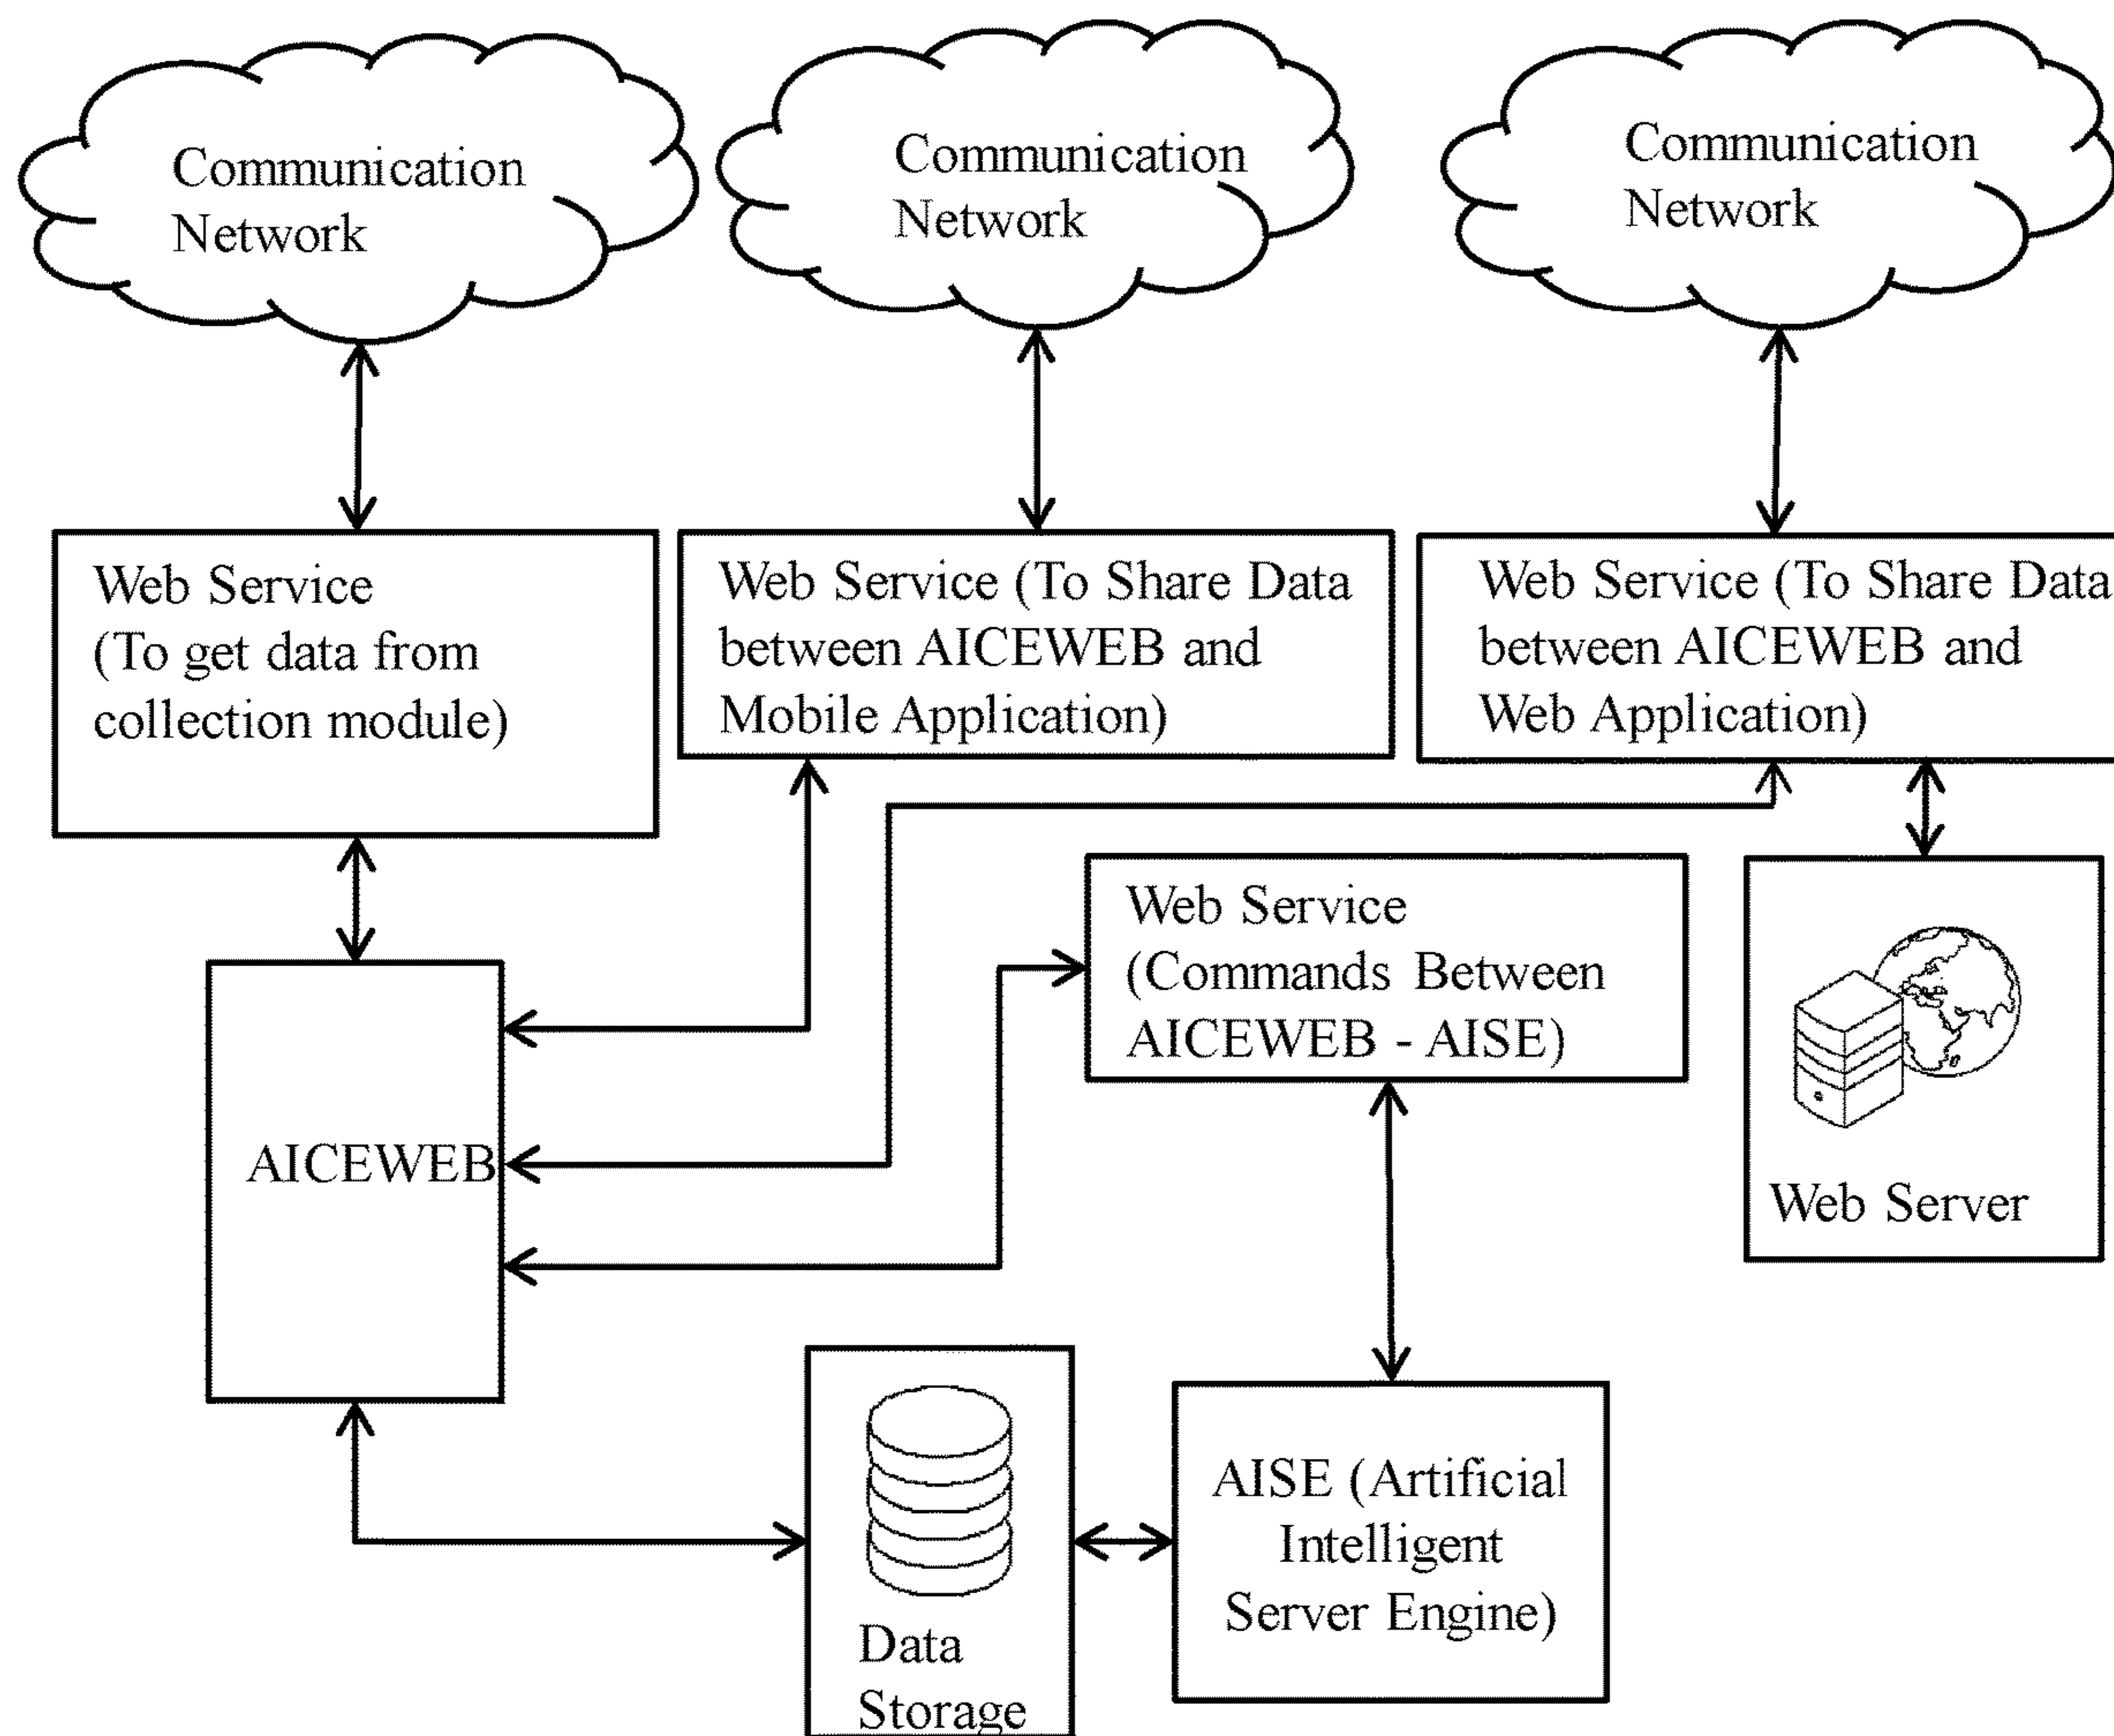 Communication
Network
Communication
Network
Communication
Network
Web Service
(To get data from
collection module)
Web Service (To Share Data
between AICEWEB and
Mobile Application)
Web Service (To Share Data
between AICEWEB and
Web Application)
Web Service
(Commands Between
AICEWEB - AISE)
AICEWEB
Web Server
AISE (Artificial
Intelligent
Server Engine)
Data
Storage